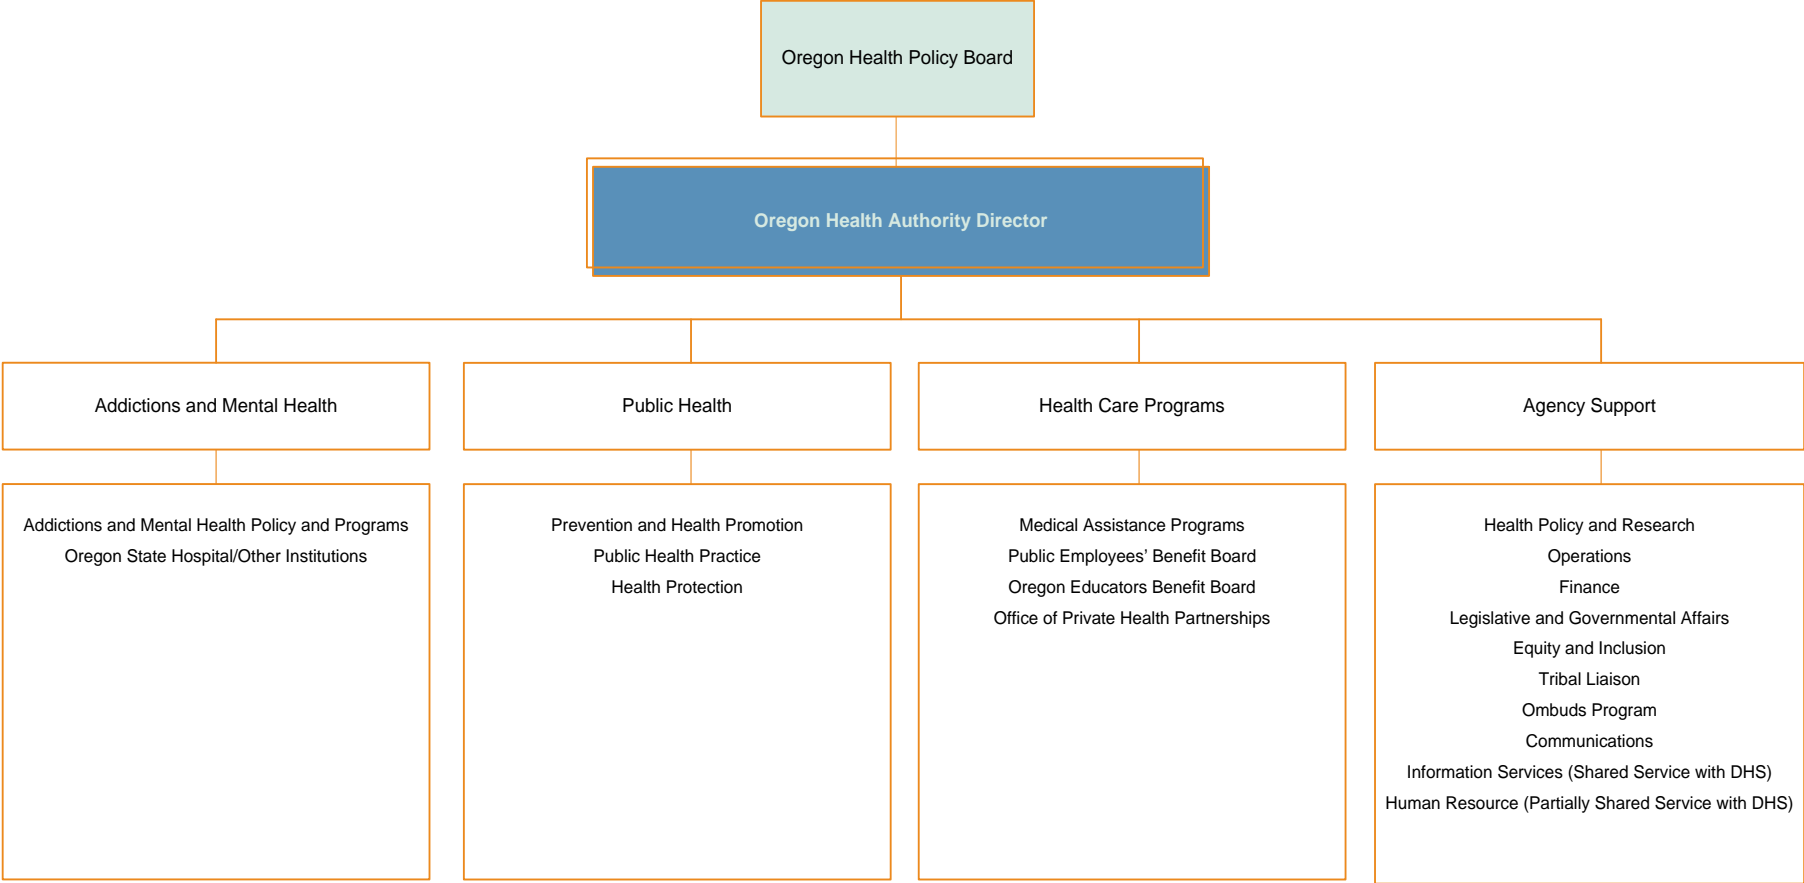 Oregon Health Policy Board
Oregon Health Authority Director
Addictions and Mental Health
Public Health
Health Care Programs
Agency Support
Addictions and Mental Health Policy and Programs
Oregon State Hospital/Other Institutions
Prevention and Health Promotion
Public Health Practice
Health Protection
Medical Assistance Programs
Public Employees’ Benefit Board
Oregon Educators Benefit Board
Office of Private Health Partnerships
Health Policy and Research
Operations
Finance
Legislative and Governmental Affairs
Equity and Inclusion
Tribal Liaison
Ombuds Program
Communications
Information Services (Shared Service with DHS)
Human Resource (Partially Shared Service with DHS)